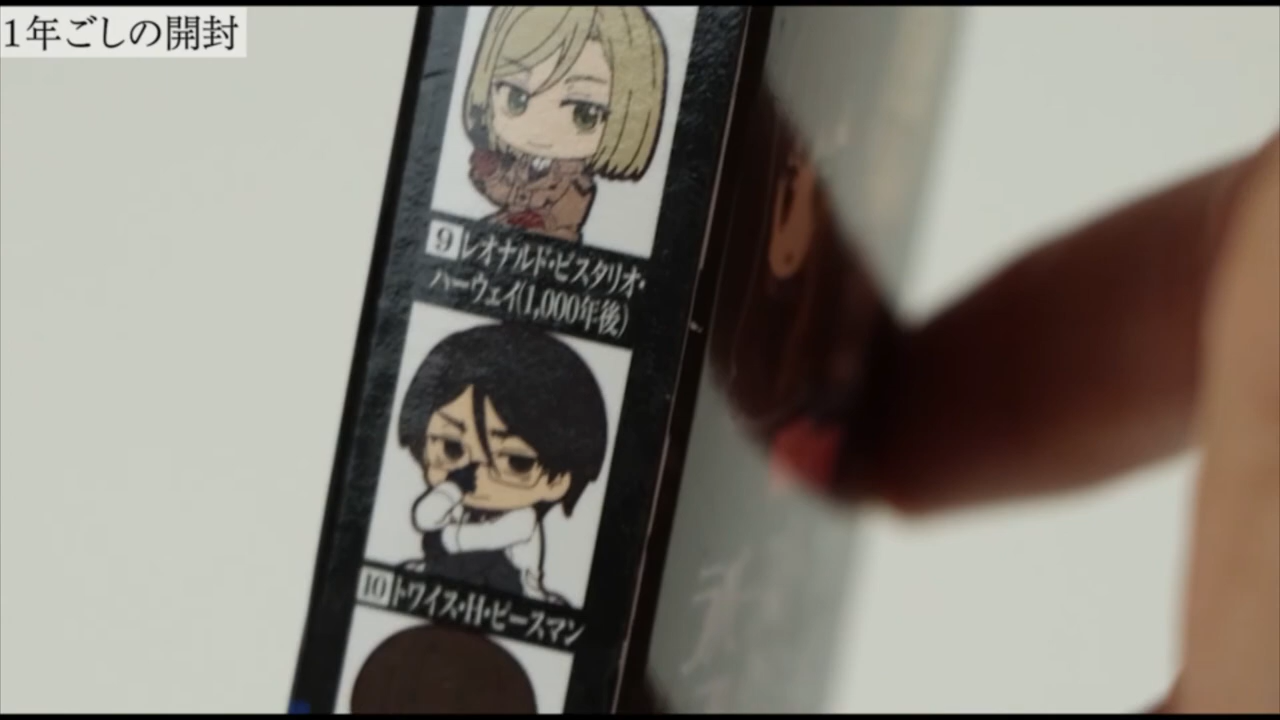 1年ごしの開封
9 レオナルド・ビスタリオ・
ハーウェイ(1,000年後)
10 トワイス・H・ピースマン